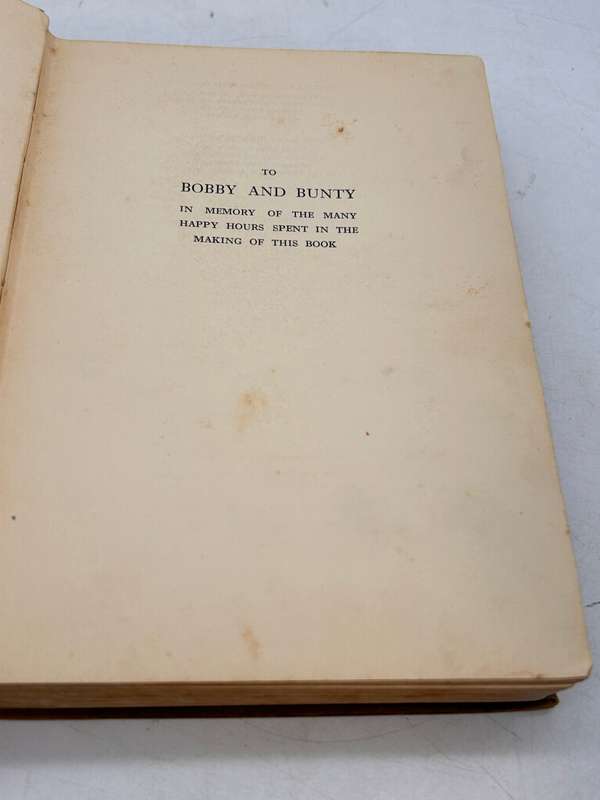 TO
BOBBY AND BUNTY
IN MEMORY OF THE MANY
HAPPY HOURS SPENT IN THE
MAKING OF THIS BOOK